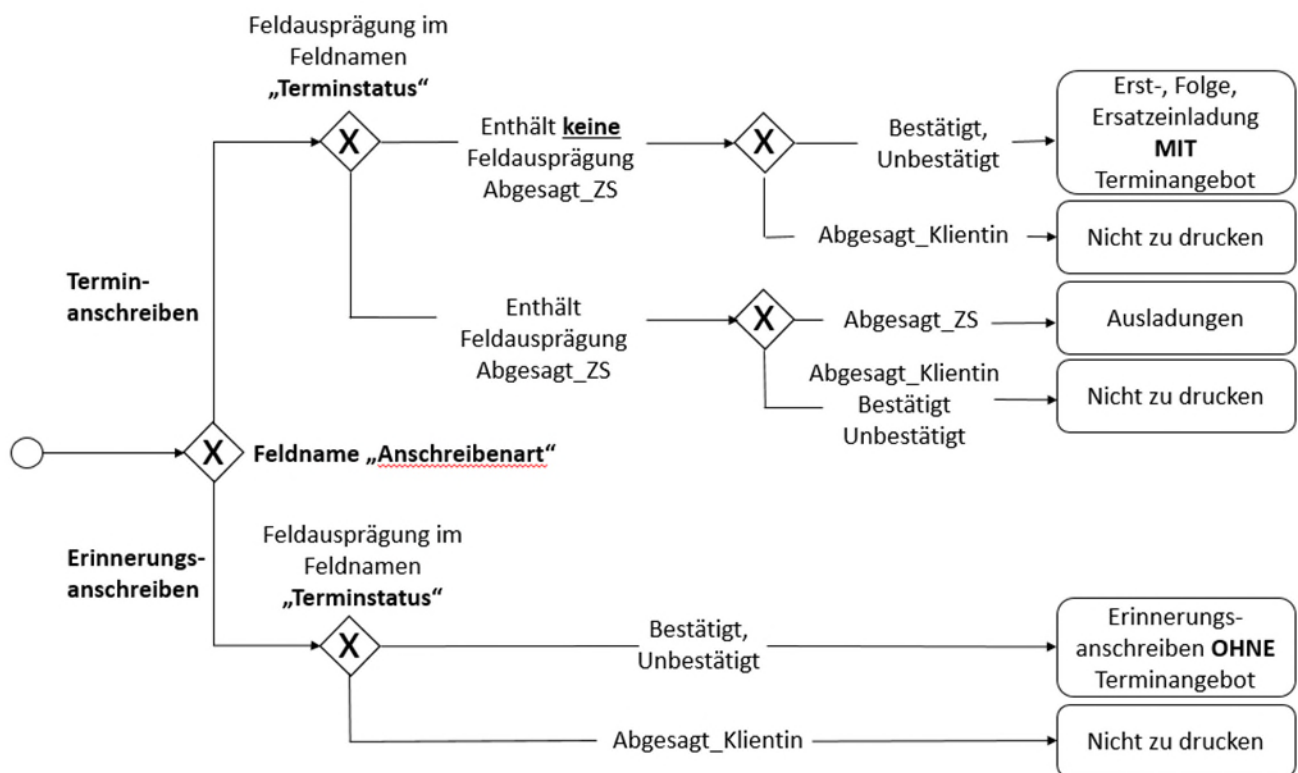 Feldausprägung im
Feldnamen
„Terminstatus“
X
Enthält keine
Feldausprägung
Abgesagt_ZS
X
Bestätigt,
Unbestätigt
Erst-, Folge,
Ersatzeinladung
MIT
Terminangebot
Abgesagt_Klientin
Nicht zu drucken
Termin-
anschreiben
Enthält
Feldausprägung
Abgesagt_ZS
X
Abgesagt_ZS
Ausladungen
Abgesagt_Klientin
Bestätigt
Unbestätigt
Nicht zu drucken
X
Feldname „Anschreibenart“
Erinnerungs-
anschreiben
Feldausprägung im
Feldnamen
„Terminstatus“
X
Bestätigt,
Unbestätigt
Erinnerungs-
anschreiben OHNE
Terminangebot
Abgesagt_Klientin
Nicht zu drucken